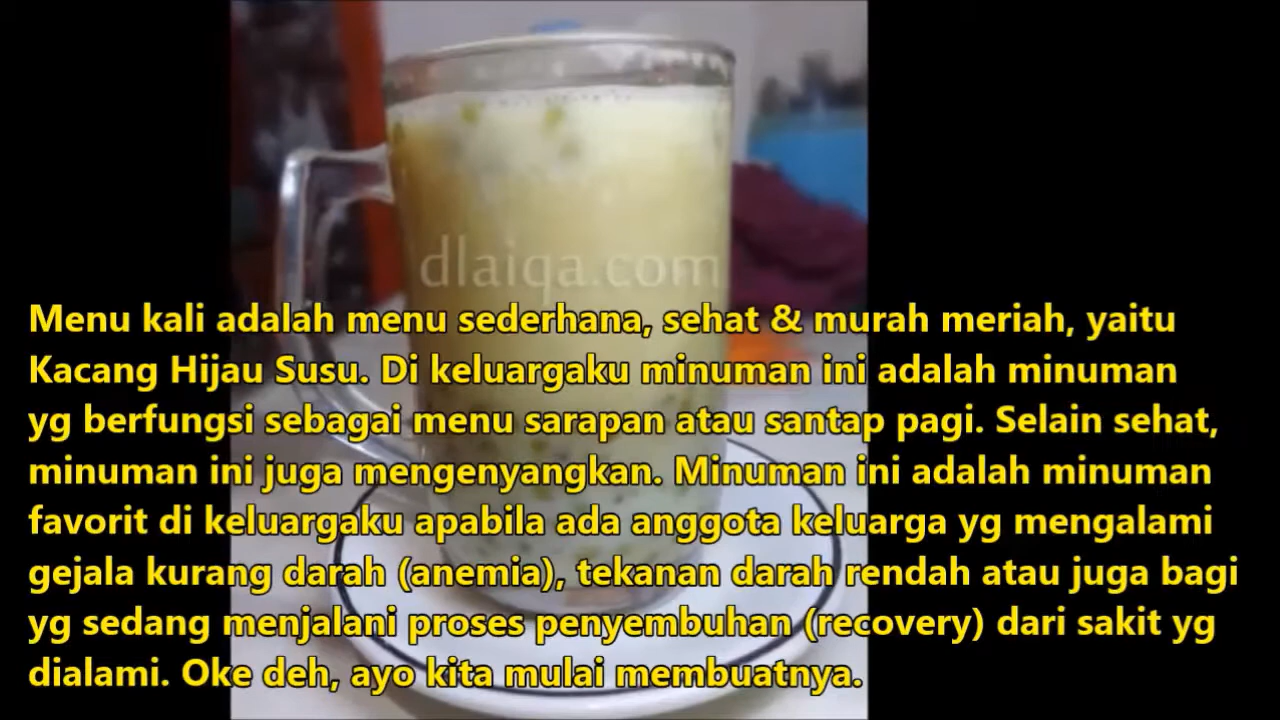 dlaiqa.com
Menu kali adalah menu sederhana, sehat & murah meriah, yaitu
Kacang Hijau Susu. Di keluargaku minuman ini adalah minuman
yg berfungsi sebagai menu sarapan atau santap pagi. Selain sehat,
minuman ini juga mengenyangkan. Minuman ini adalah minuman
favorit di keluargaku apabila ada anggota keluarga yg mengalami
gejala kurang darah (anemia), tekanan darah rendah atau juga bagi
yg sedang menjalani proses penyembuhan (recovery) dari sakit yg
dialami. Oke deh, ayo kita mulai membuatnya.